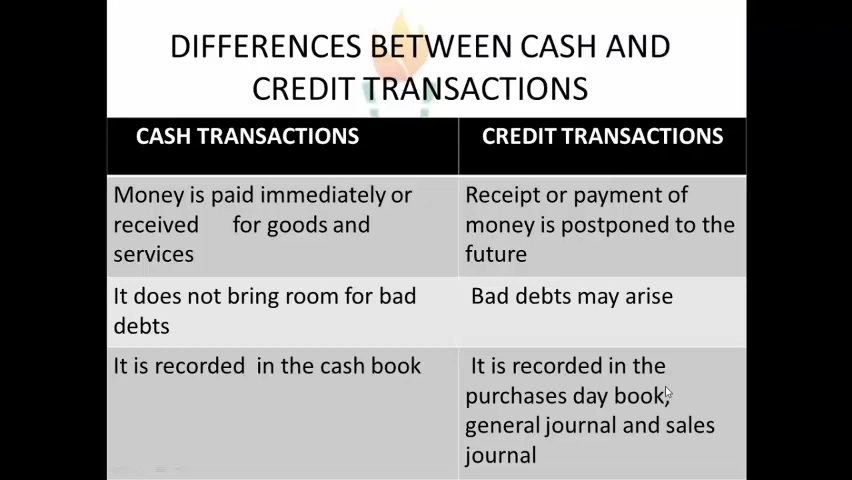 DIFFERENCES BETWEEN CASH AND
CREDIT TRANSACTIONS
CASH TRANSACTIONS
CREDIT TRANSACTIONS
Money is paid immediately or
received for goods and
services
Receipt or payment of
money is postponed to the
future
It does not bring room for bad
debts
Bad debts may arise
It is recorded in the cash book
It is recorded in the
purchases day book,
general journal and sales
journal